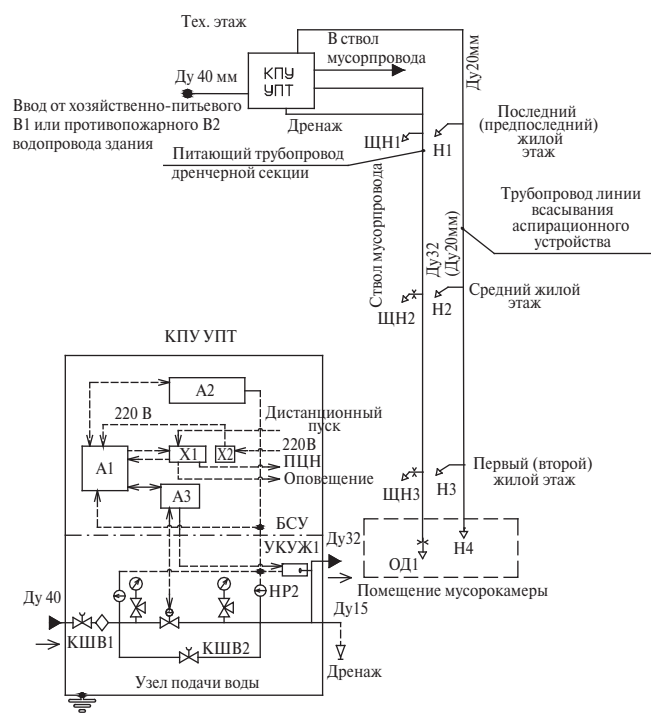 Тех. этаж
КПУ
УПТ
В ствол
мусорпровода
Ду 40 мм
Ду20мм
Ввод от хозяйственно-питьевого
В1 или противопожарного В2
водопровода здания
Дренаж
ЩН1
Н1
Последний
(предпоследний)
жилой
этаж
Питающий трубопровод
дренчерной секции
Ствол мусорпровода
Ду32
(Ду20мм)
Трубопровод линии
всасывания
аспирационного
устройства
ЩН2
Н2
Средний жилой
этаж
КПУ УПТ
А2
220 В
Дистанционный
пуск
А1
Х1
Х2
220В
ПЦН
Оповещение
А3
ЩН3
Н3
Первый (второй)
жилой этаж
БСУ
УКУЖ1
Ду32
ОД1
Н4
Помещение мусорокамеры
НР2
Ду 40
Ду15
КШВ1
КШВ2
Дренаж
Узел подачи воды